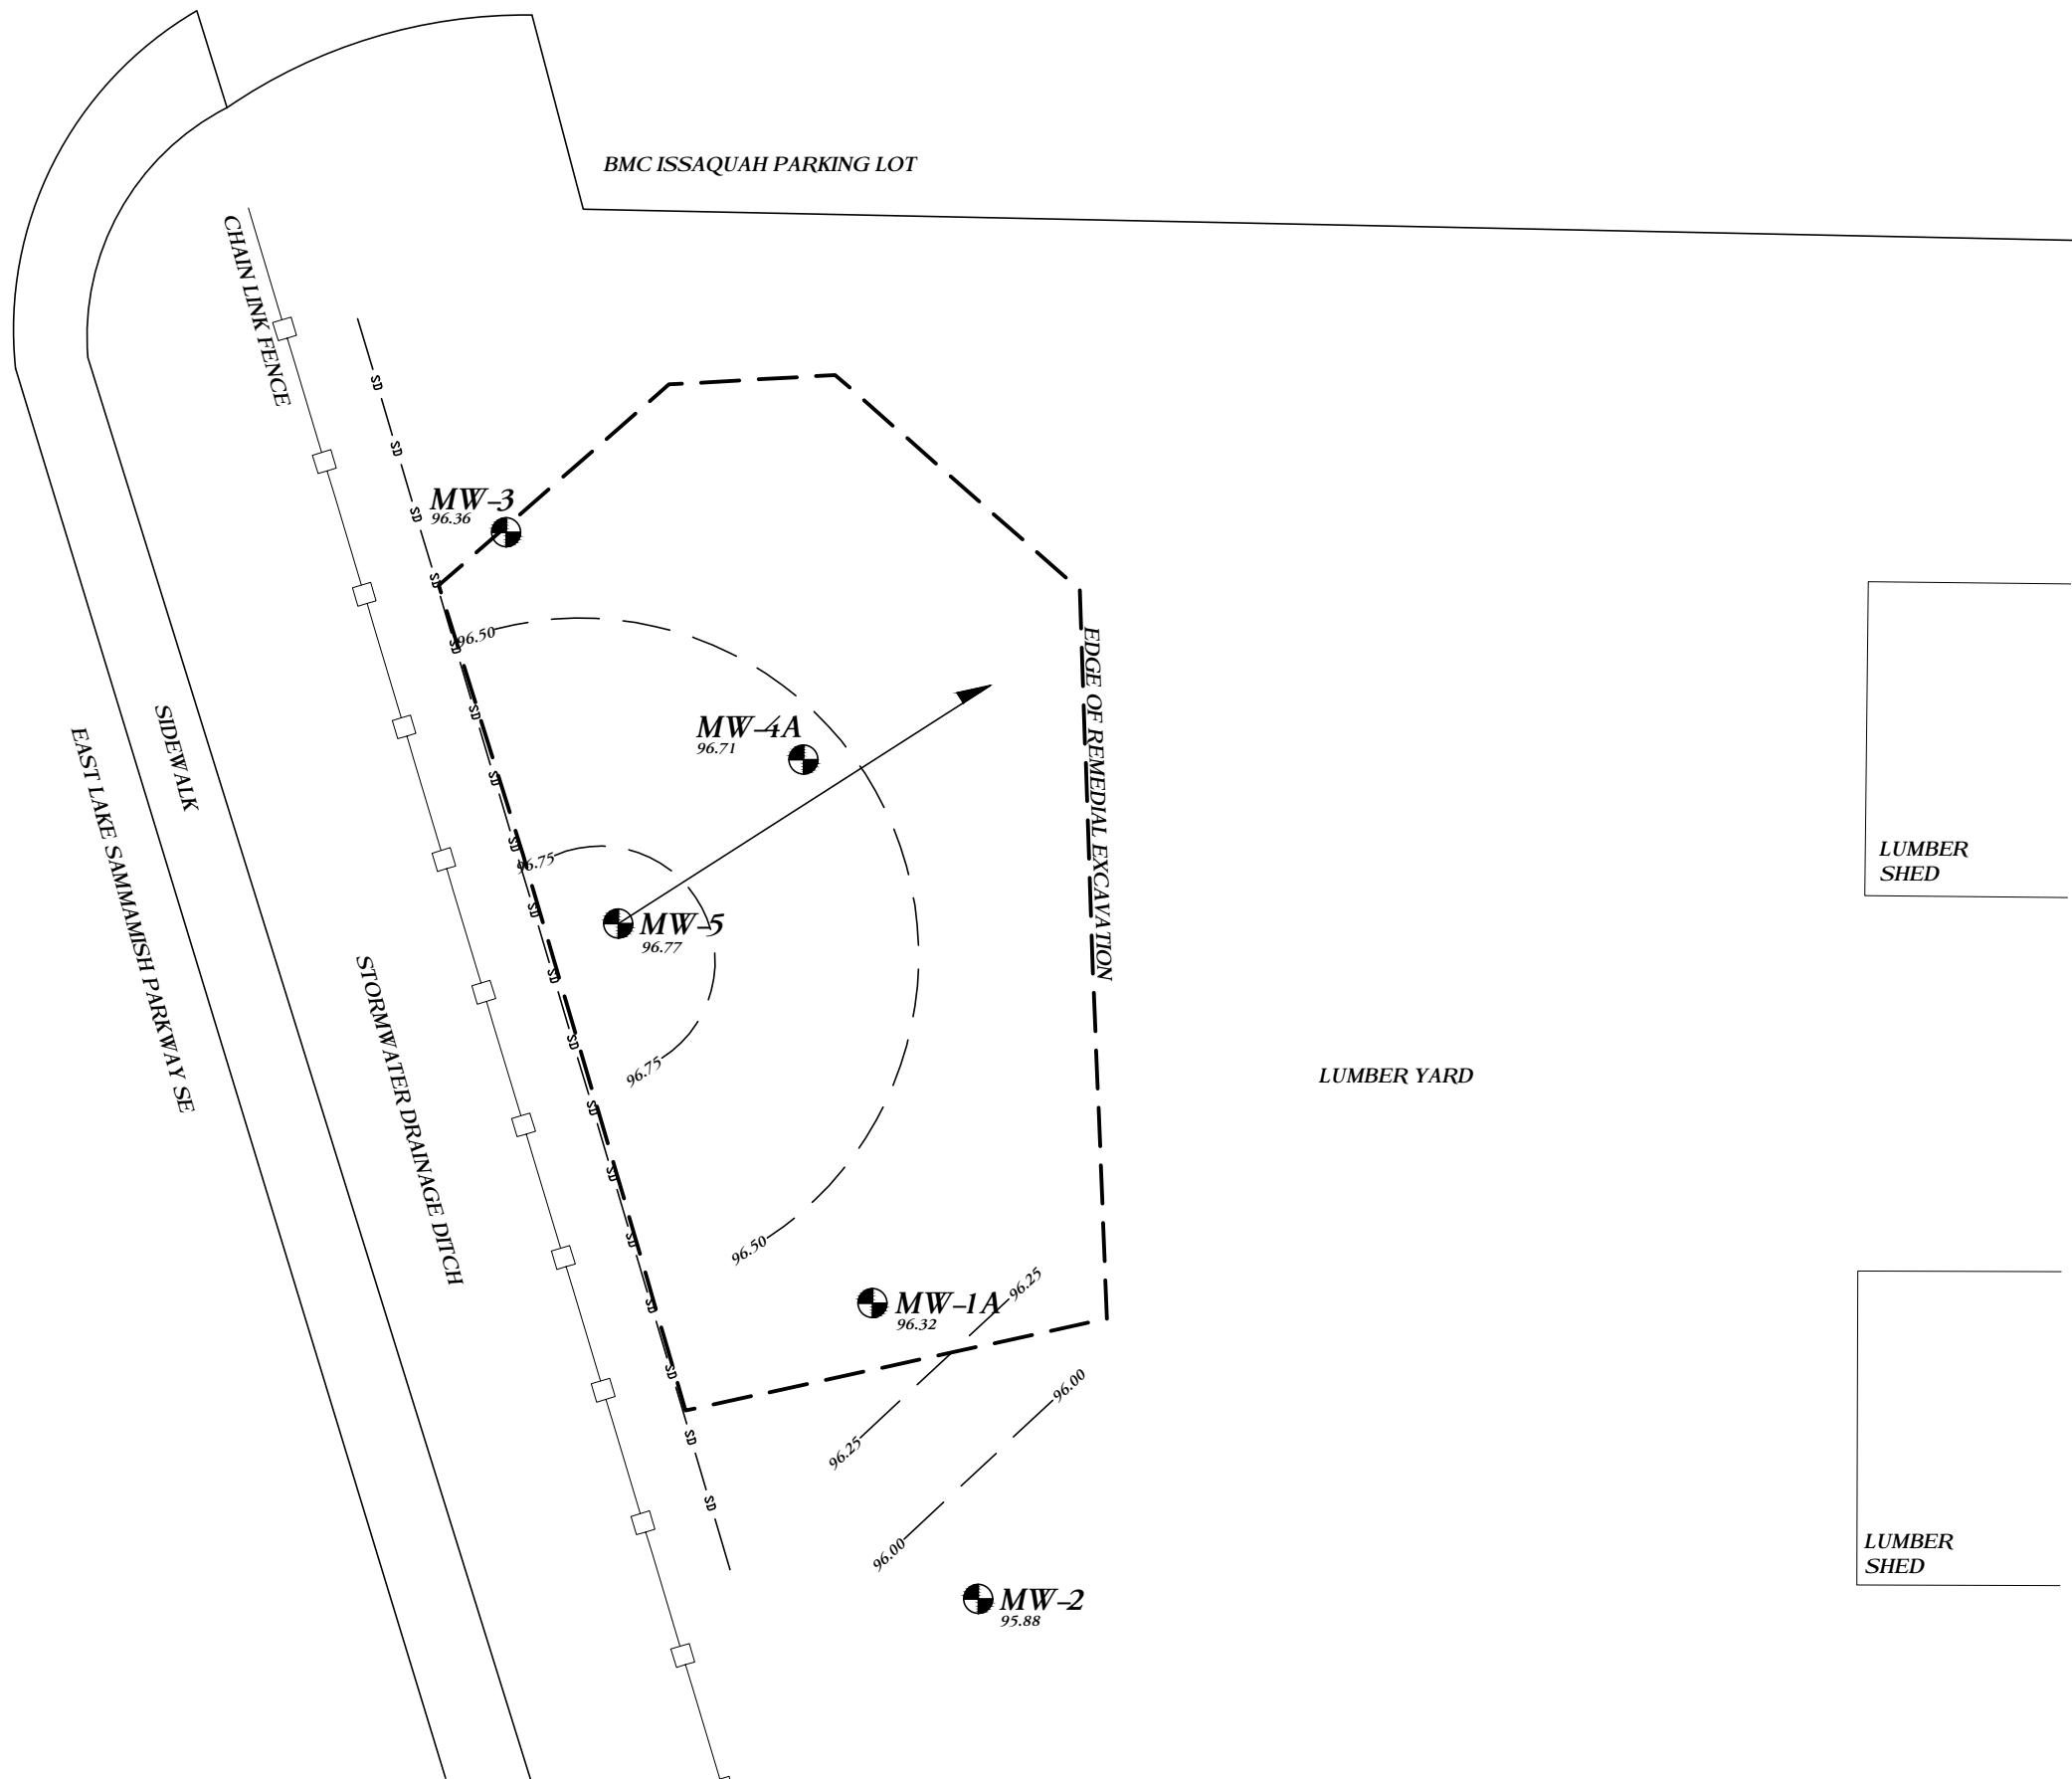 BMC ISSAQUAH PARKING LOT
CHAIN LINK FENCE
SD
SD
SD
MW-3
96.36
SD
96.50
SD
EDGE OF REMEDIAL EXCAVATION
SIDEWALK
EAST LAKE SAMMAMISH PARKWAY SE
SD
MW-4A
96.71
SD
SD
96.75
LUMBER
SHED
SD
MW-5
96.77
STORMWATER DRAINAGE DITCH
SD
SD
96.75
LUMBER YARD
SD
SD
SD
96.50
SD
MW-1A
96.32
96.25
SD
96.00
SD
96.25
SD
96.00
LUMBER
SHED
MW-2
95.88